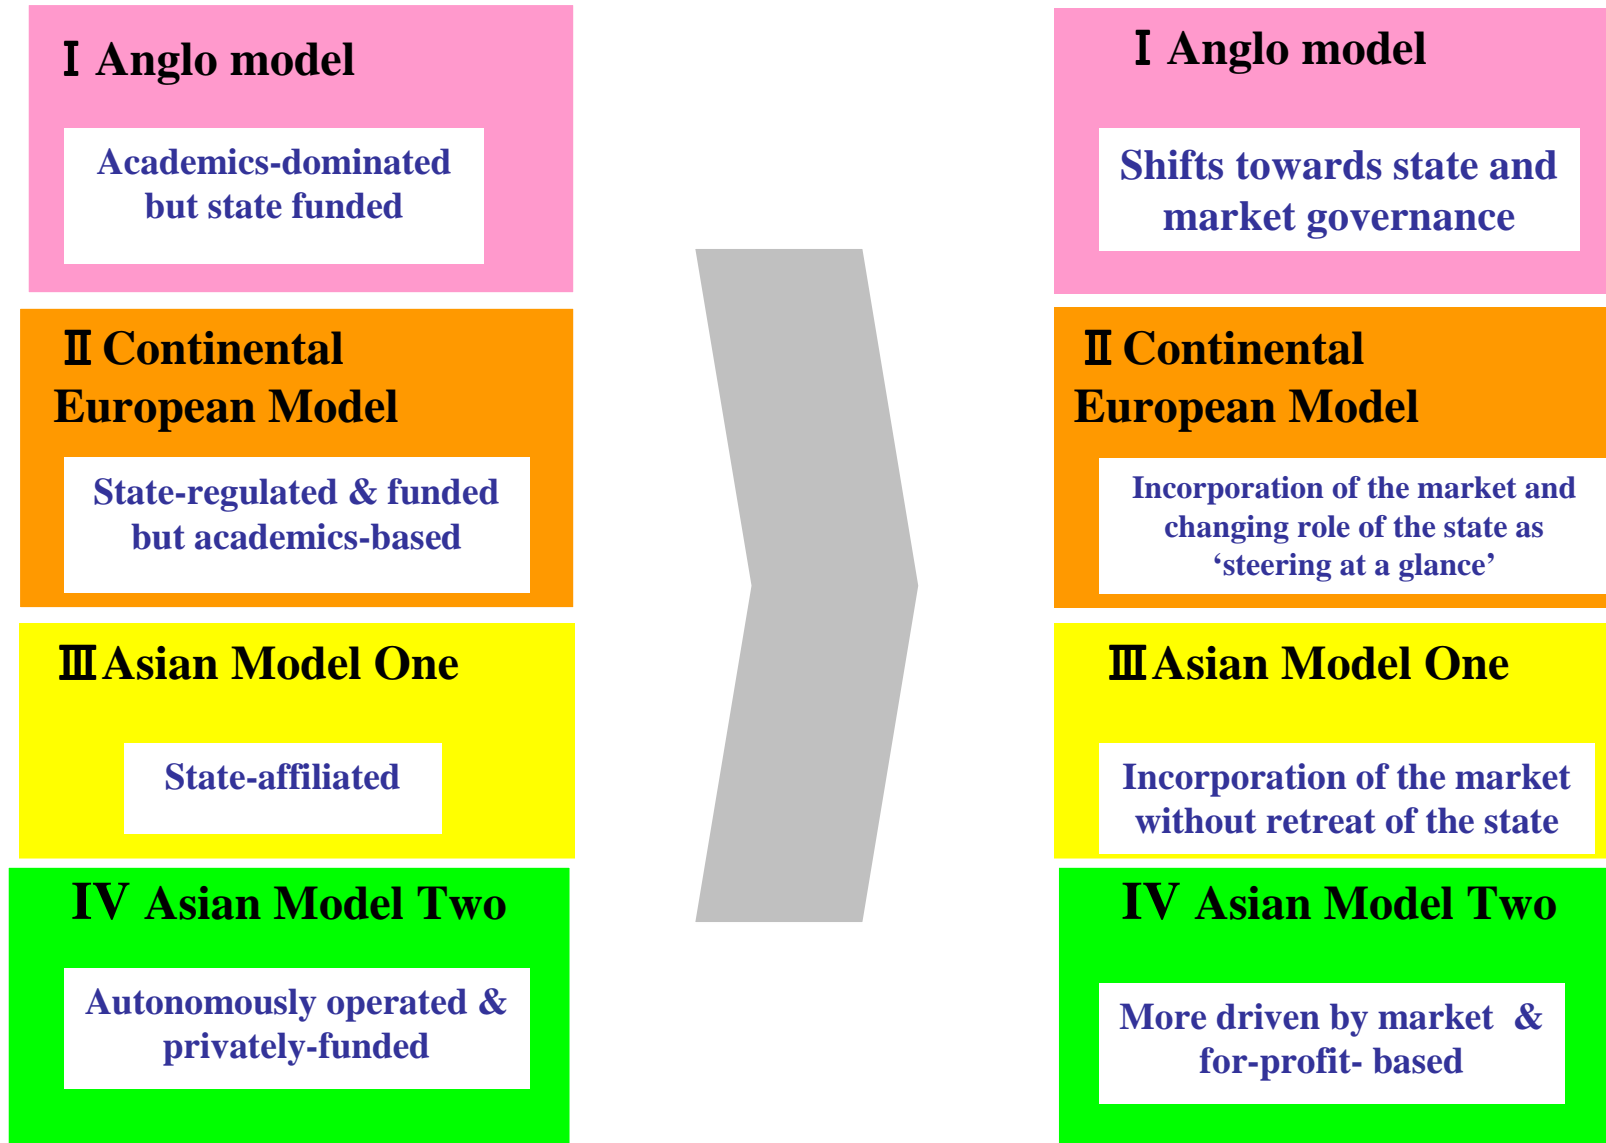 Ⅰ Anglo model
Academics-dominated
but state funded
Ⅱ Continental
European Model
State-regulated & funded
but academics-based
Ⅲ Asian Model One
State-affiliated
IV Asian Model Two
Autonomously operated &
privately-funded
Ⅰ Anglo model
Shifts towards state and
market governance
Ⅱ Continental
European Model
Incorporation of the market and
changing role of the state as
‘steering at a glance’
Ⅲ Asian Model One
Incorporation of the market
without retreat of the state
IV Asian Model Two
More driven by market &
for-profit- based